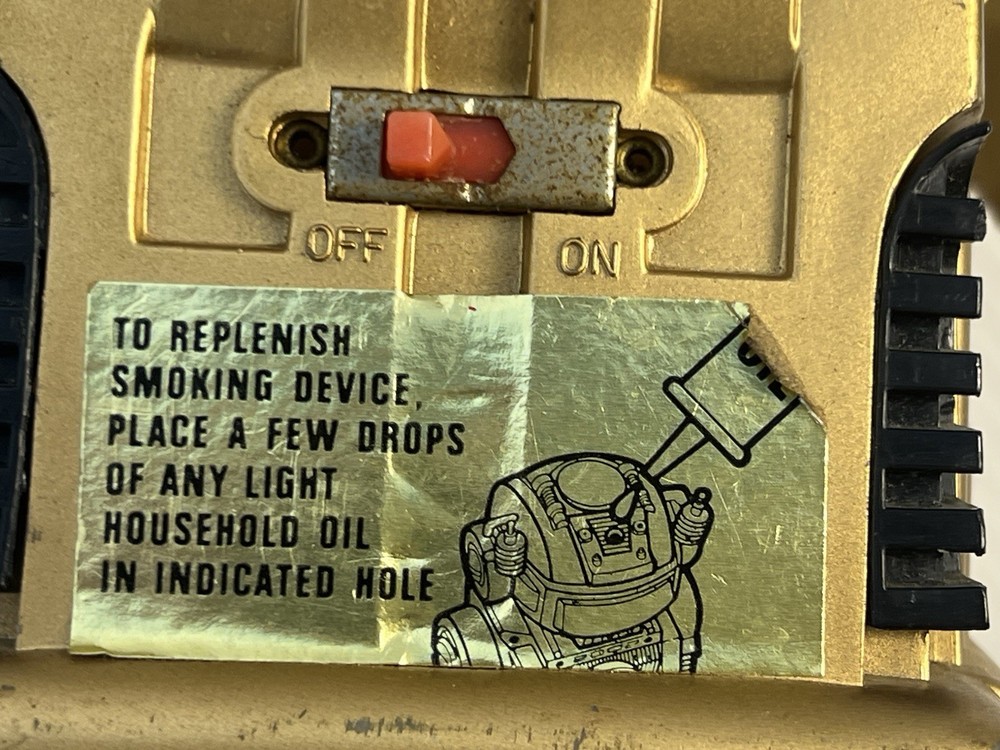 OFF ON
TO REPLENISH
SMOKING DEVICE,
PLACE A FEW DROPS
OF ANY LIGHT
HOUSEHOLD OIL
IN INDICATED HOLE
OIL